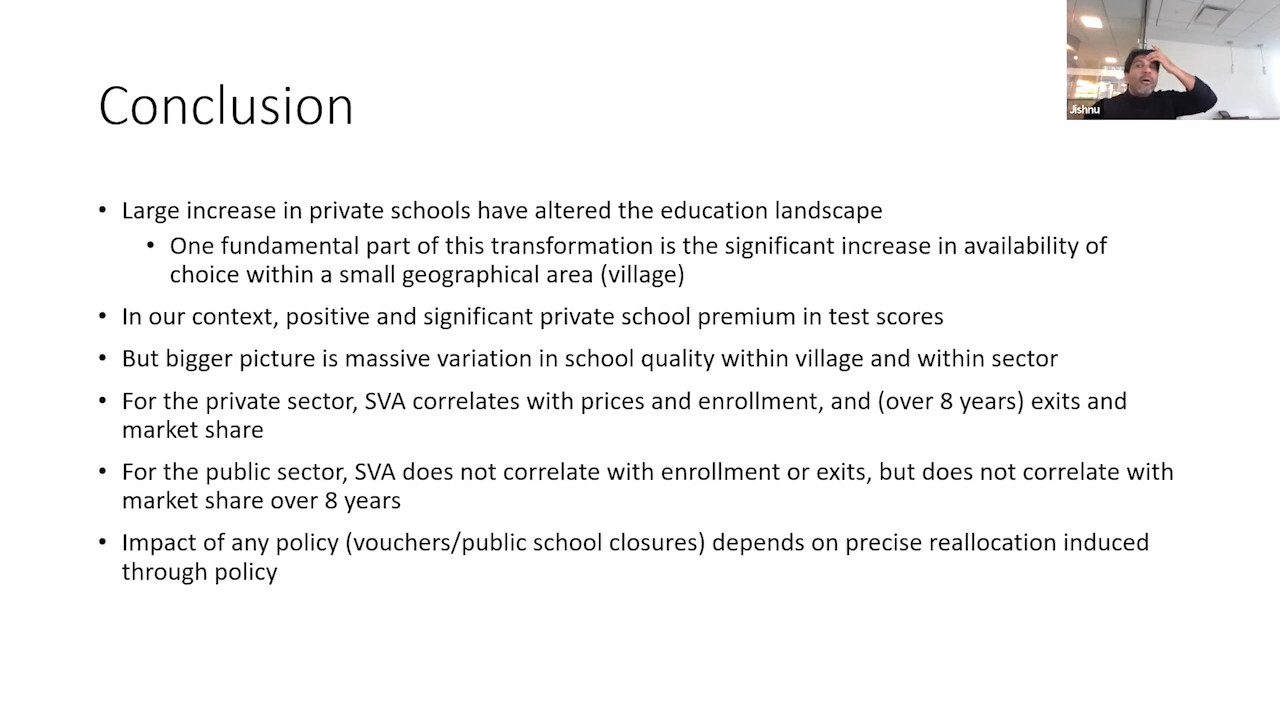 Jishnu
Conclusion
• Large increase in private schools have altered the education landscape
• One fundamental part of this transformation is the significant increase in availability of
choice within a small geographical area (village)
• In our context, positive and significant private school premium in test scores
• But bigger picture is massive variation in school quality within village and within sector
• For the private sector, SVA correlates with prices and enrollment, and (over 8 years) exits and
market share
• For the public sector, SVA does not correlate with enrollment or exits, but does not correlate with
market share over 8 years
• Impact of any policy (vouchers/public school closures) depends on precise reallocation induced
through policy